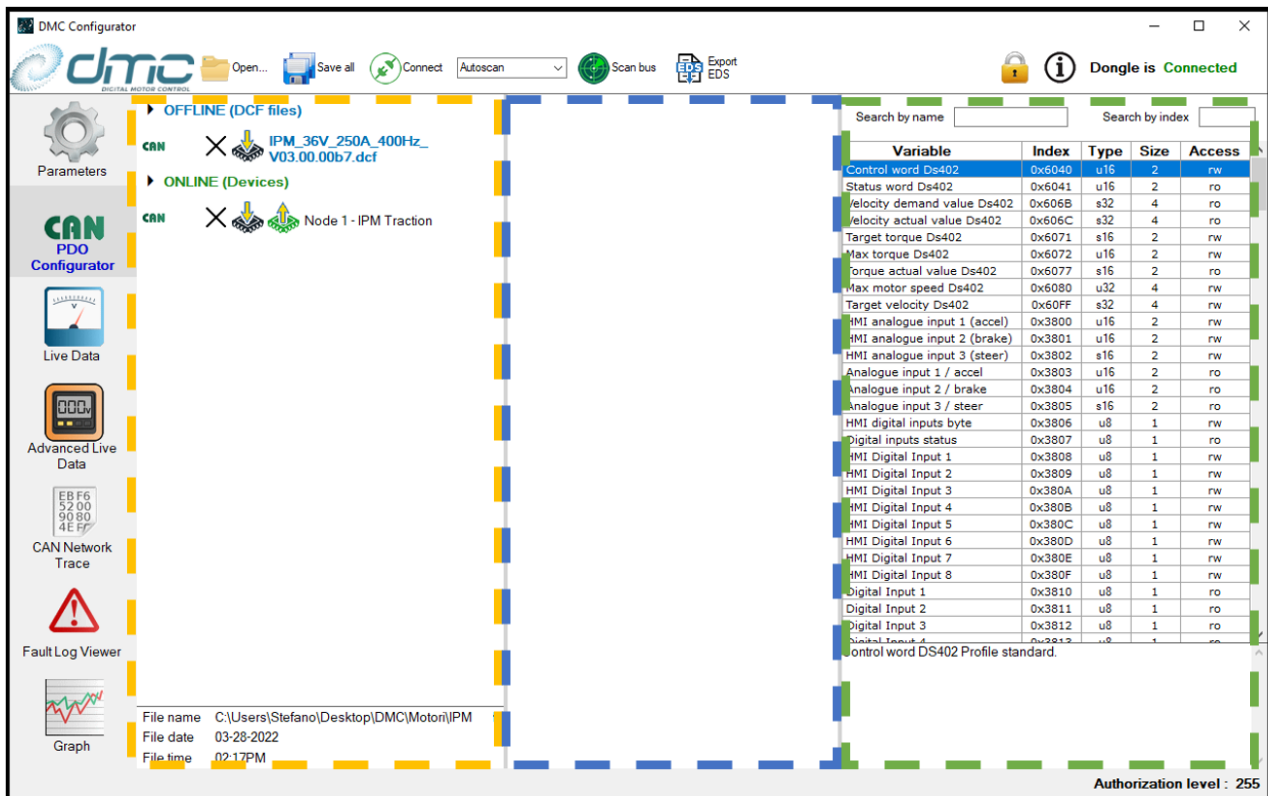 DMC Configurator
dmc
DIGITAL MOTOR CONTROL
Open...
Save all
Connect
Autoscan
Scan bus
EDS
Export
EDS
Dongle is Connected
Parameters
CAN
PDO
Configurator
Live Data
Advanced Live
Data
EBF6
5200
9080
CAN Network
Trace
Fault Log Viewer
Graph
OFFLINE (DCF files)
CAN
IPM_36V_250A_400Hz_
V03.00.00b7.dcf
ONLINE (Devices)
CAN
Node 1 - IPM Traction
File name C:\Users\Stefano\Desktop\DMC\Motori\IPM
File date 03-28-2022
File time 02:17PM
Search by name
Search by index
Variable Index Type Size Access
Control word Ds402 0x6040 u16 2 rw
Status word Ds402 0x6041 u16 2 ro
Velocity demand value Ds402 0x606B s32 4 ro
Velocity actual value Ds402 0x606C s32 4 ro
Target torque Ds402 0x6071 s16 2 rw
Max torque Ds402 0x6072 u16 2 rw
Torque actual value Ds402 0x6077 s16 2 ro
Max motor speed Ds402 0x6080 u32 4 rw
Target velocity Ds402 0x60FF s32 4 rw
HMI analogue input 1 (accel) 0x3800 u16 2 rw
HMI analogue input 2 (brake) 0x3801 u16 2 rw
HMI analogue input 3 (steer) 0x3802 s16 2 rw
Analogue input 1 / accel 0x3803 u16 2 ro
Analogue input 2 / brake 0x3804 u16 2 ro
Analogue input 3 / steer 0x3805 s16 2 ro
HMI digital inputs byte 0x3806 u8 1 rw
Digital inputs status 0x3807 u8 1 ro
HMI Digital Input 1 0x3808 u8 1 rw
HMI Digital Input 2 0x3809 u8 1 rw
HMI Digital Input 3 0x380A u8 1 rw
HMI Digital Input 4 0x380B u8 1 rw
HMI Digital Input 5 0x380C u8 1 rw
HMI Digital Input 6 0x380D u8 1 rw
HMI Digital Input 7 0x380E u8 1 rw
HMI Digital Input 8 0x380F u8 1 rw
Digital Input 1 0x3810 u8 1 ro
Digital Input 2 0x3811 u8 1 ro
Digital Input 3 0x3812 u8 1 ro
Digital Input 4 0x3813 u8 1 ro
Control word DS402 Profile standard.
Authorization level : 255